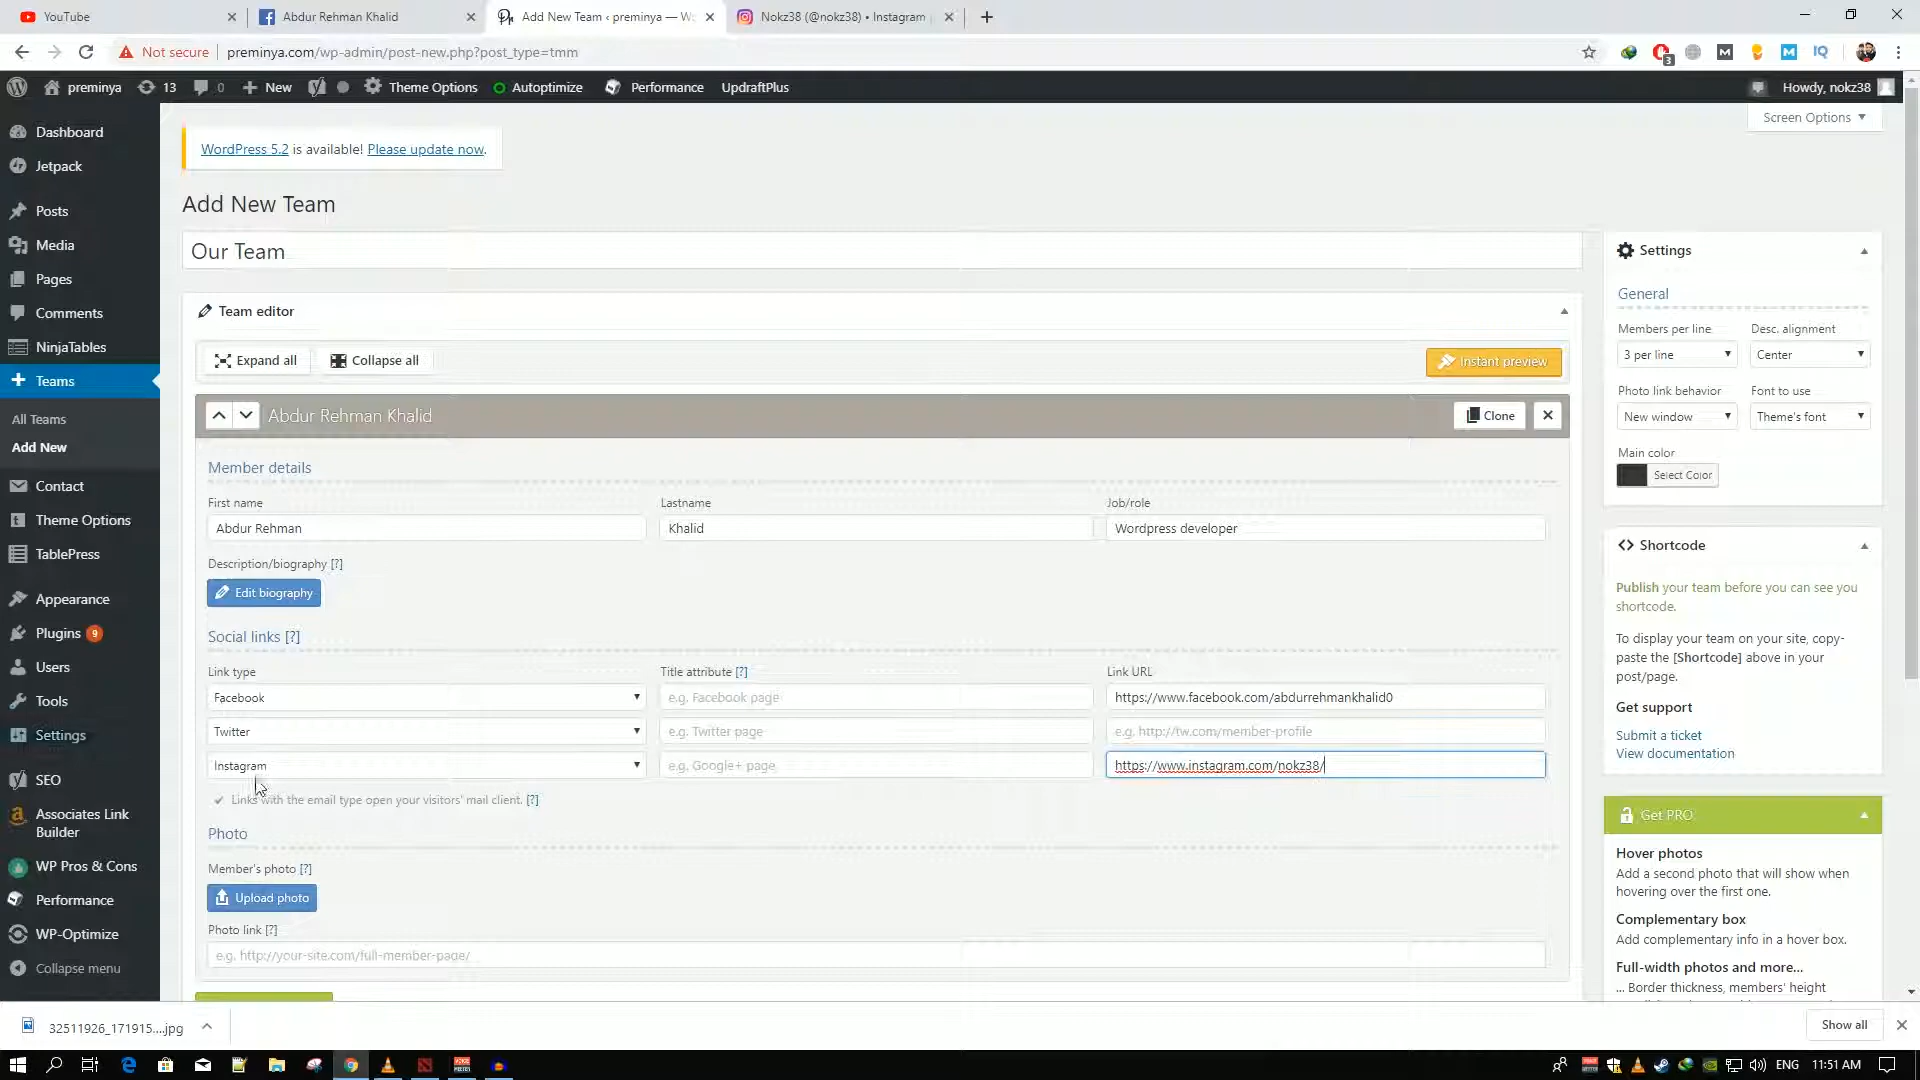 YouTube
Abdur Rehman Khalid
Add New Team ‹ preminya — W
Nokz38 (@nokz38) • Instagram
Not secure
preminya.com/wp-admin/post-new.php?post_type=tmm
3
IQ
preminya
13
0
New
Theme Options
Autoptimize
Performance
UpdraftPlus
Howdy, nokz38
Screen Options
Dashboard
Jetpack
Posts
Media
Pages
Comments
NinjaTables
Teams
All Teams
Add New
Contact
Theme Options
TablePress
Appearance
Plugins 9
Users
Tools
Settings
SEO
Associates Link
Builder
WP Pros & Cons
Performance
WP-Optimize
Collapse menu
WordPress 5.2 is available! Please update now.
Add New Team
Our Team
Team editor
Expand all
Collapse all
Instant preview
Abdur Rehman Khalid
Clone
Member details
First name
Lastname
Job/role
Abdur Rehman
Khalid
Wordpress developer
Description/biography [?]
Edit biography
Social links [?]
Link type
Title attribute [?]
Link URL
Facebook
e.g. Facebook page
https://www.facebook.com/abdurrehmankhalid0
Twitter
e.g. Twitter page
e.g. http://tw.com/member-profile
Instagram
e.g. Google+ page
https://www.instagram.com/nokz38/
Links with the email type open your visitors' mail client. [?]
Photo
Member's photo [?]
Upload photo
Photo link [?]
e.g. http://your-site.com/full-member-page/
Settings
General
Members per line
Desc. alignment
3 per line
Center
Photo link behavior
Font to use
New window
Theme's font
Main color
Select Color
Shortcode
Publish your team before you can see you
shortcode.
To display your team on your site, copy-
paste the [Shortcode] above in your
post/page.
Get support
Submit a ticket
View documentation
Get PRO
Hover photos
Add a second photo that will show when
hovering over the first one.
Complementary box
Add complementary info in a hover box.
Full-width photos and more...
... Border thickness, members' height
32511926_171915....jpg
Show all
ENG
11:51 AM